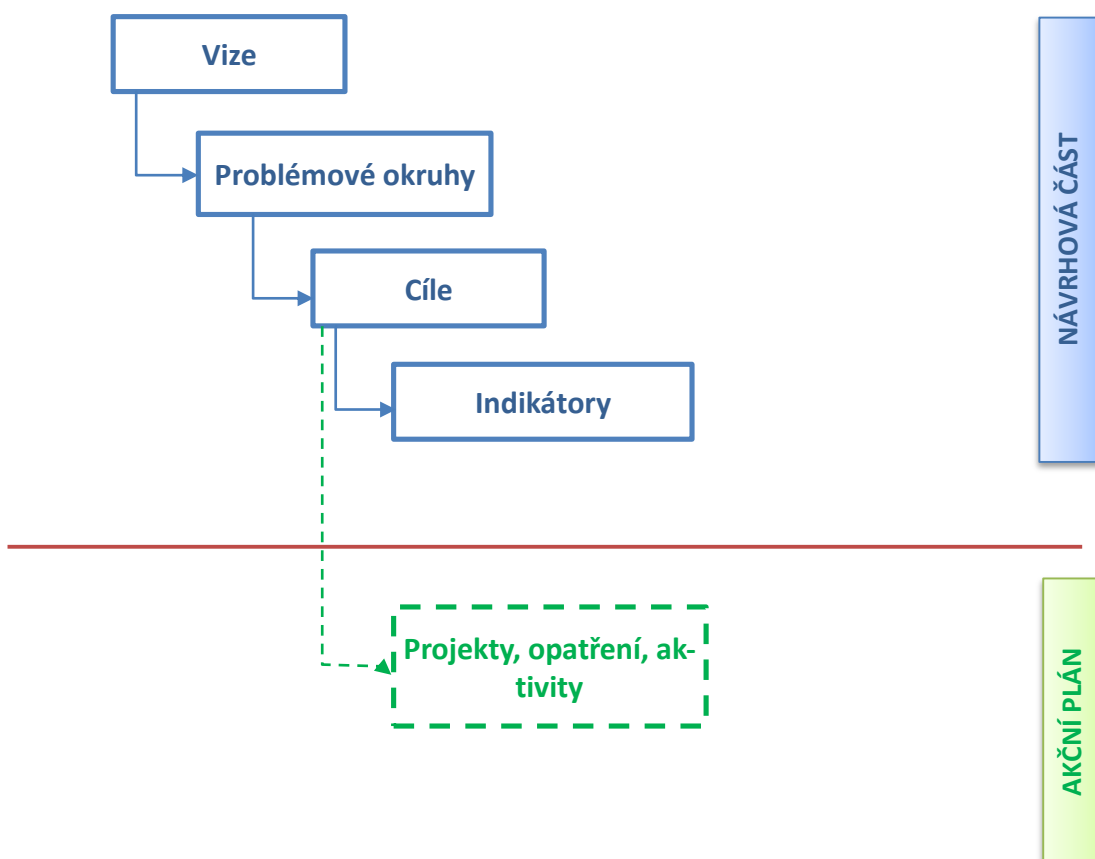 Vize
Problémové okruhy
Cíle
Indikátory
NÁVRHOVÁ ČÁST
Projekty, opatření, ak-
tivity
AKČNÍ PLÁN